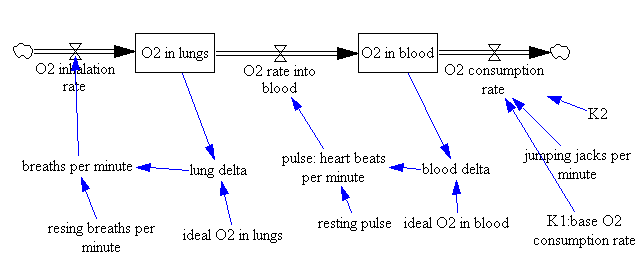 O2 in lungs
O2 in blood
O2 inhalation
rate
O2 rate into
blood
O2 consumption
rate
K2
breaths per minute
lung delta
pulse: heart beats
per minute
blood delta
jumping jacks per
minute
resing breaths per
minute
ideal O2 in lungs
resting pulse
ideal O2 in blood
K1:base O2
consumption rate